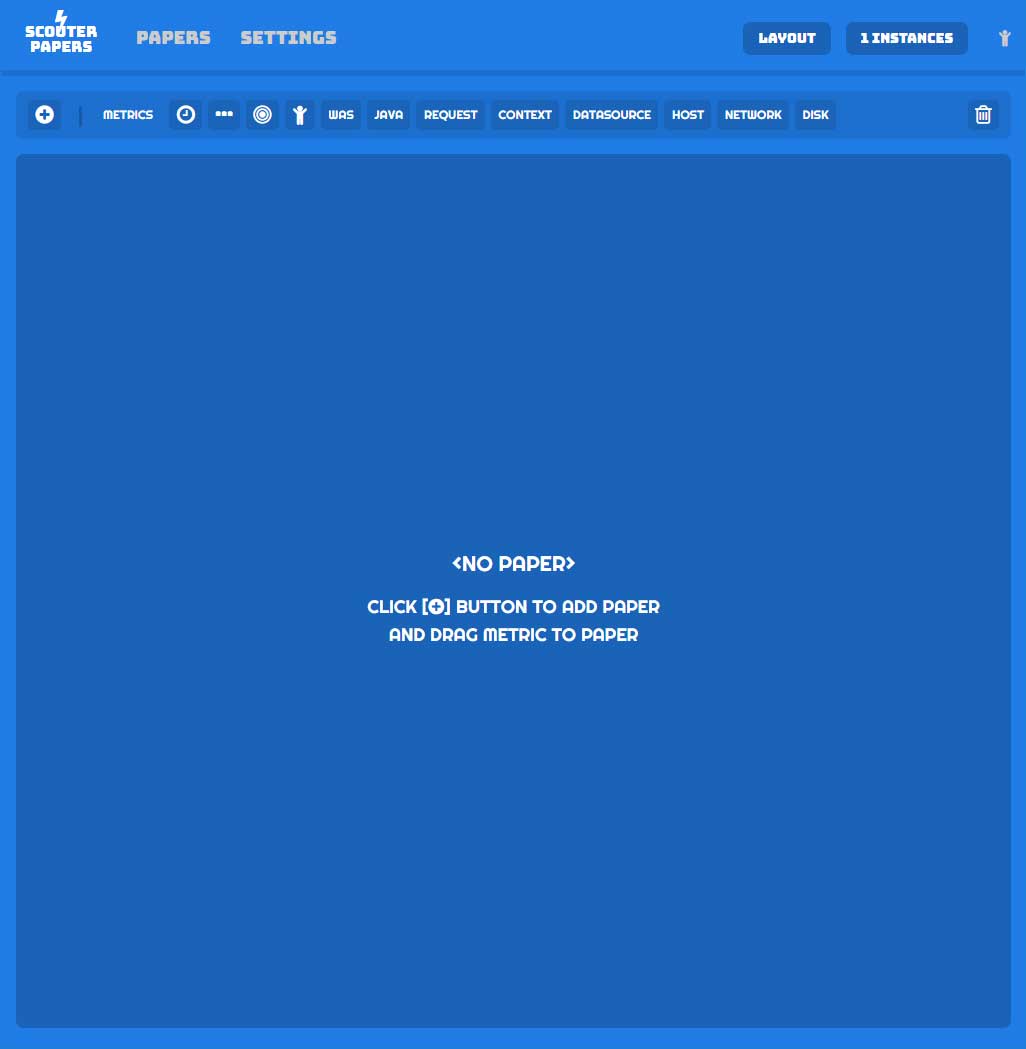 SCOUTER
PAPERS
PAPERS SETTINGS LAYOUT 1 INSTANCES
METRICS WAS JAVA REQUEST CONTEXT DATASOURCE HOST NETWORK DISK
<NO PAPER>
CLICK [+] BUTTON TO ADD PAPER
AND DRAG METRIC TO PAPER